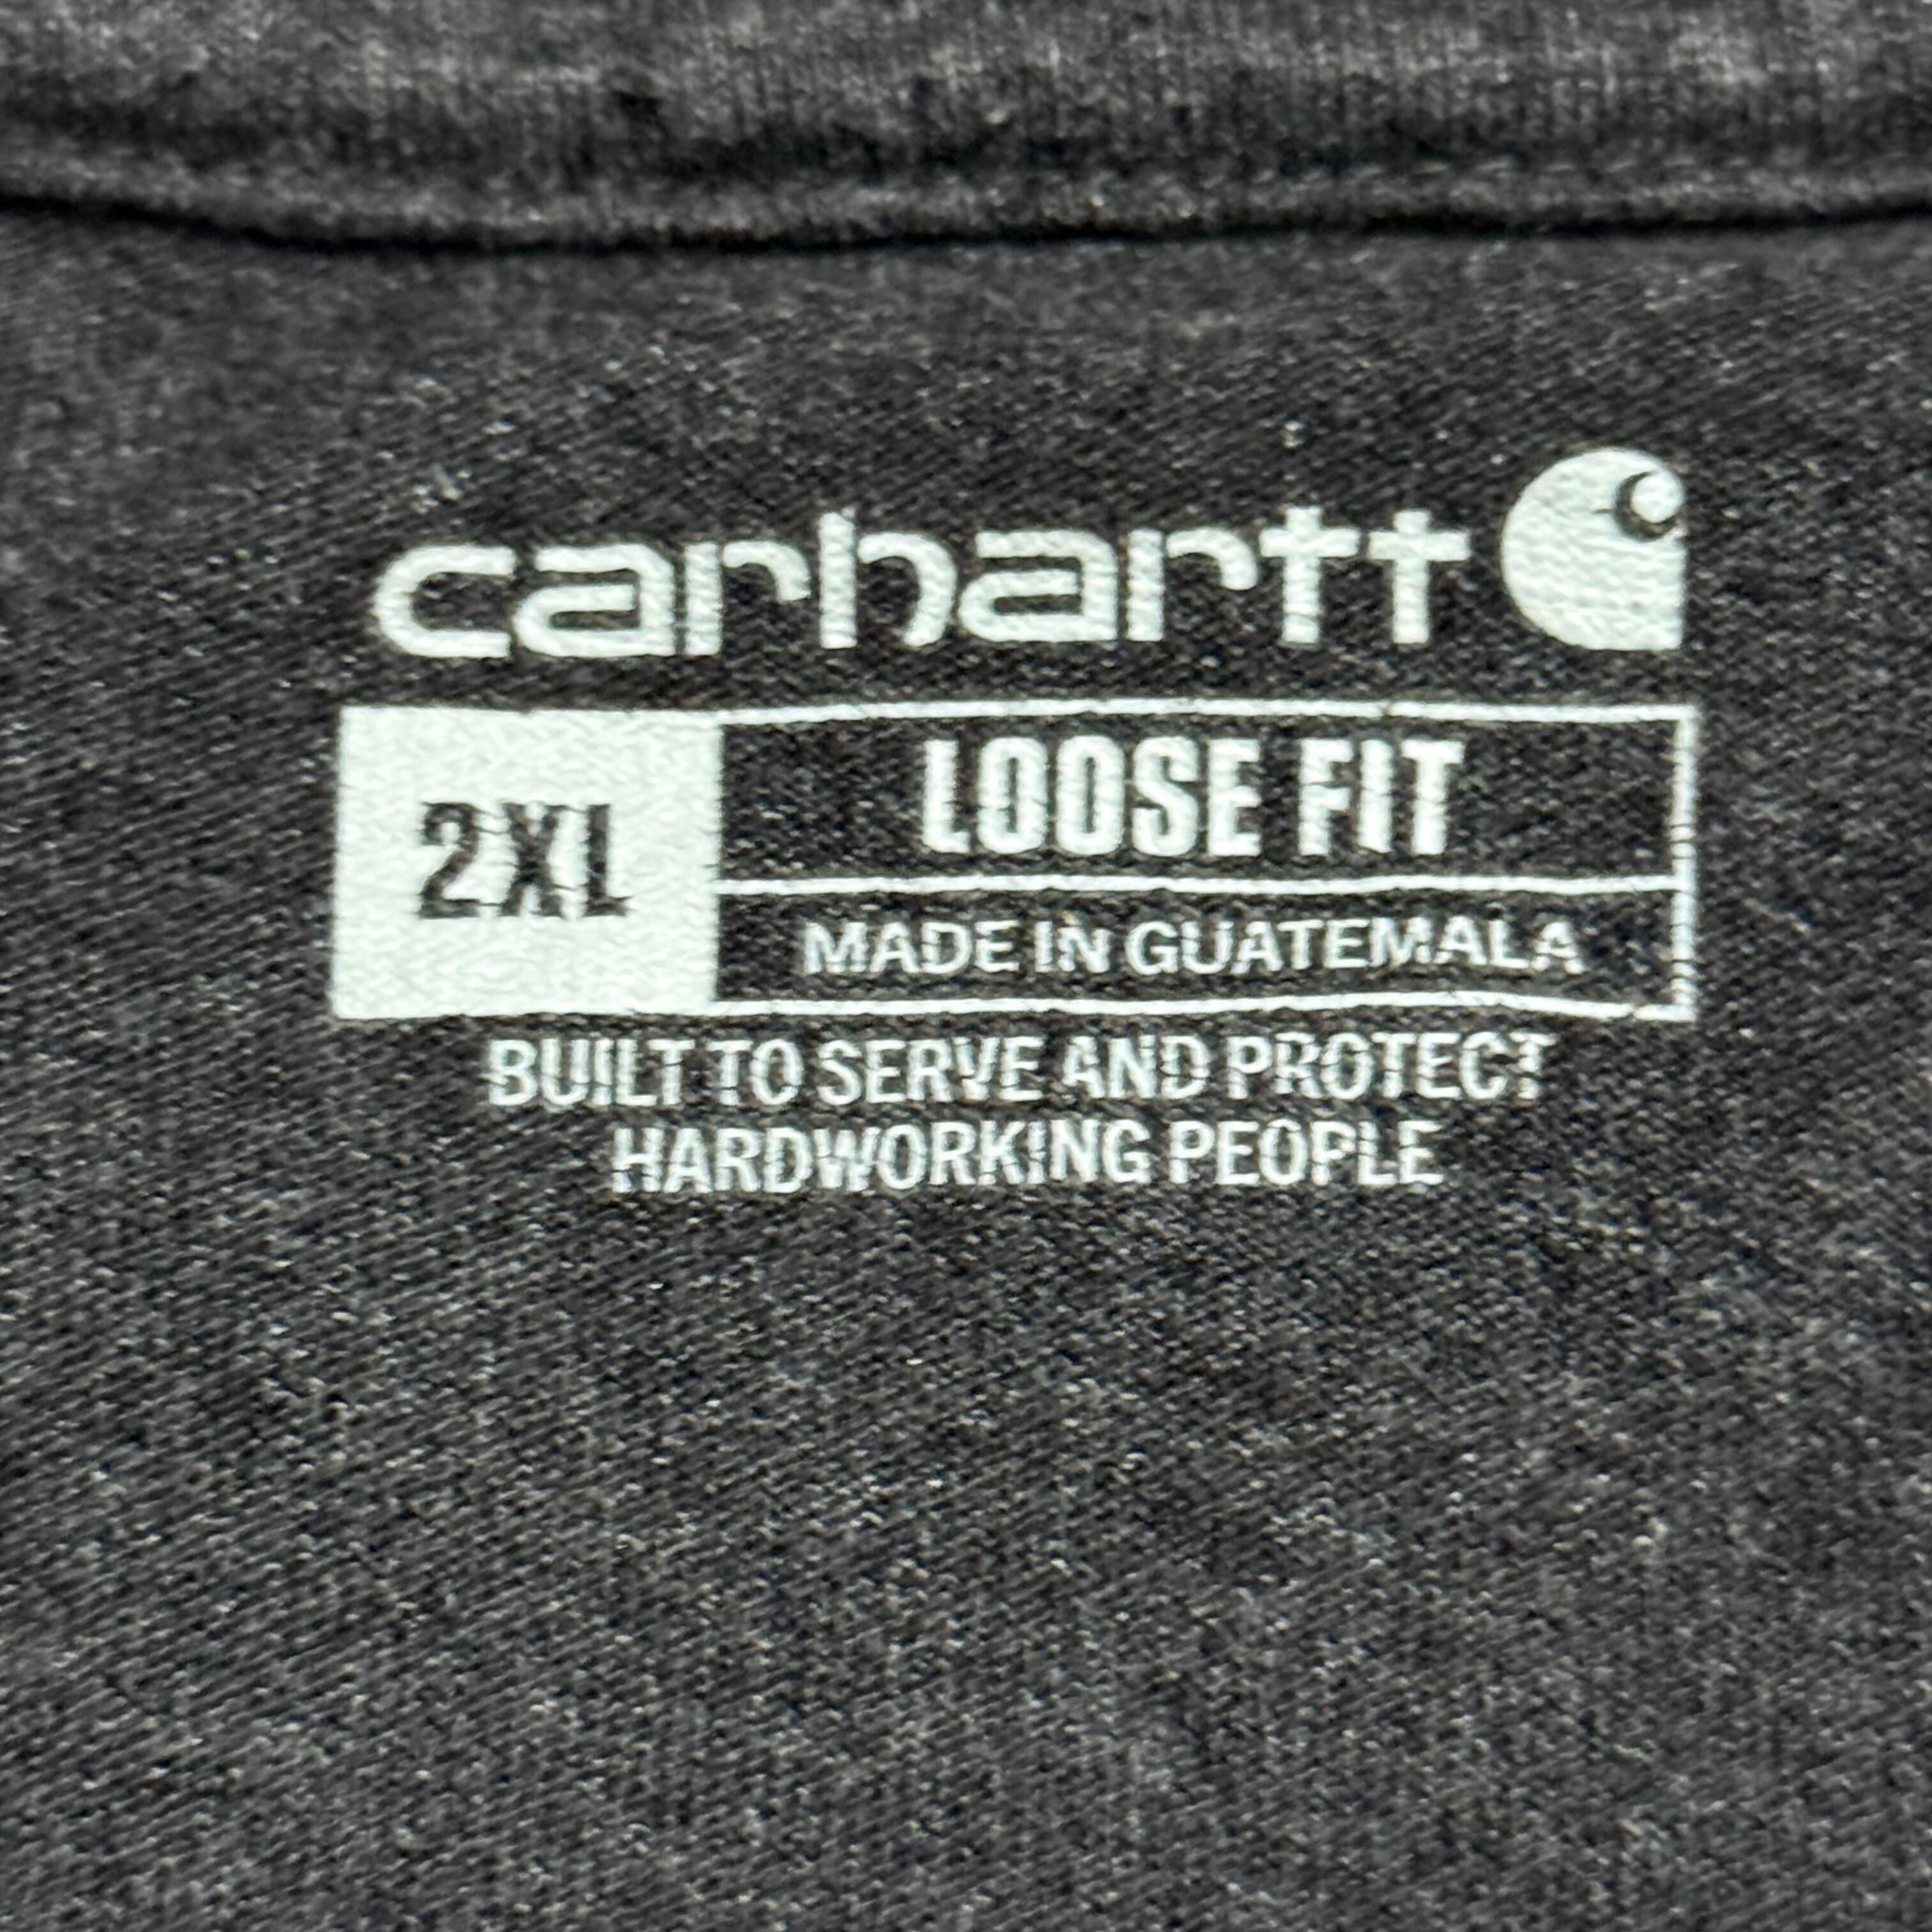 carhartt
2XL
LOOSE FIT
MADE IN GUATEMALA
BUILT TO SERVE AND PROTECT
HARDWORKING PEOPLE